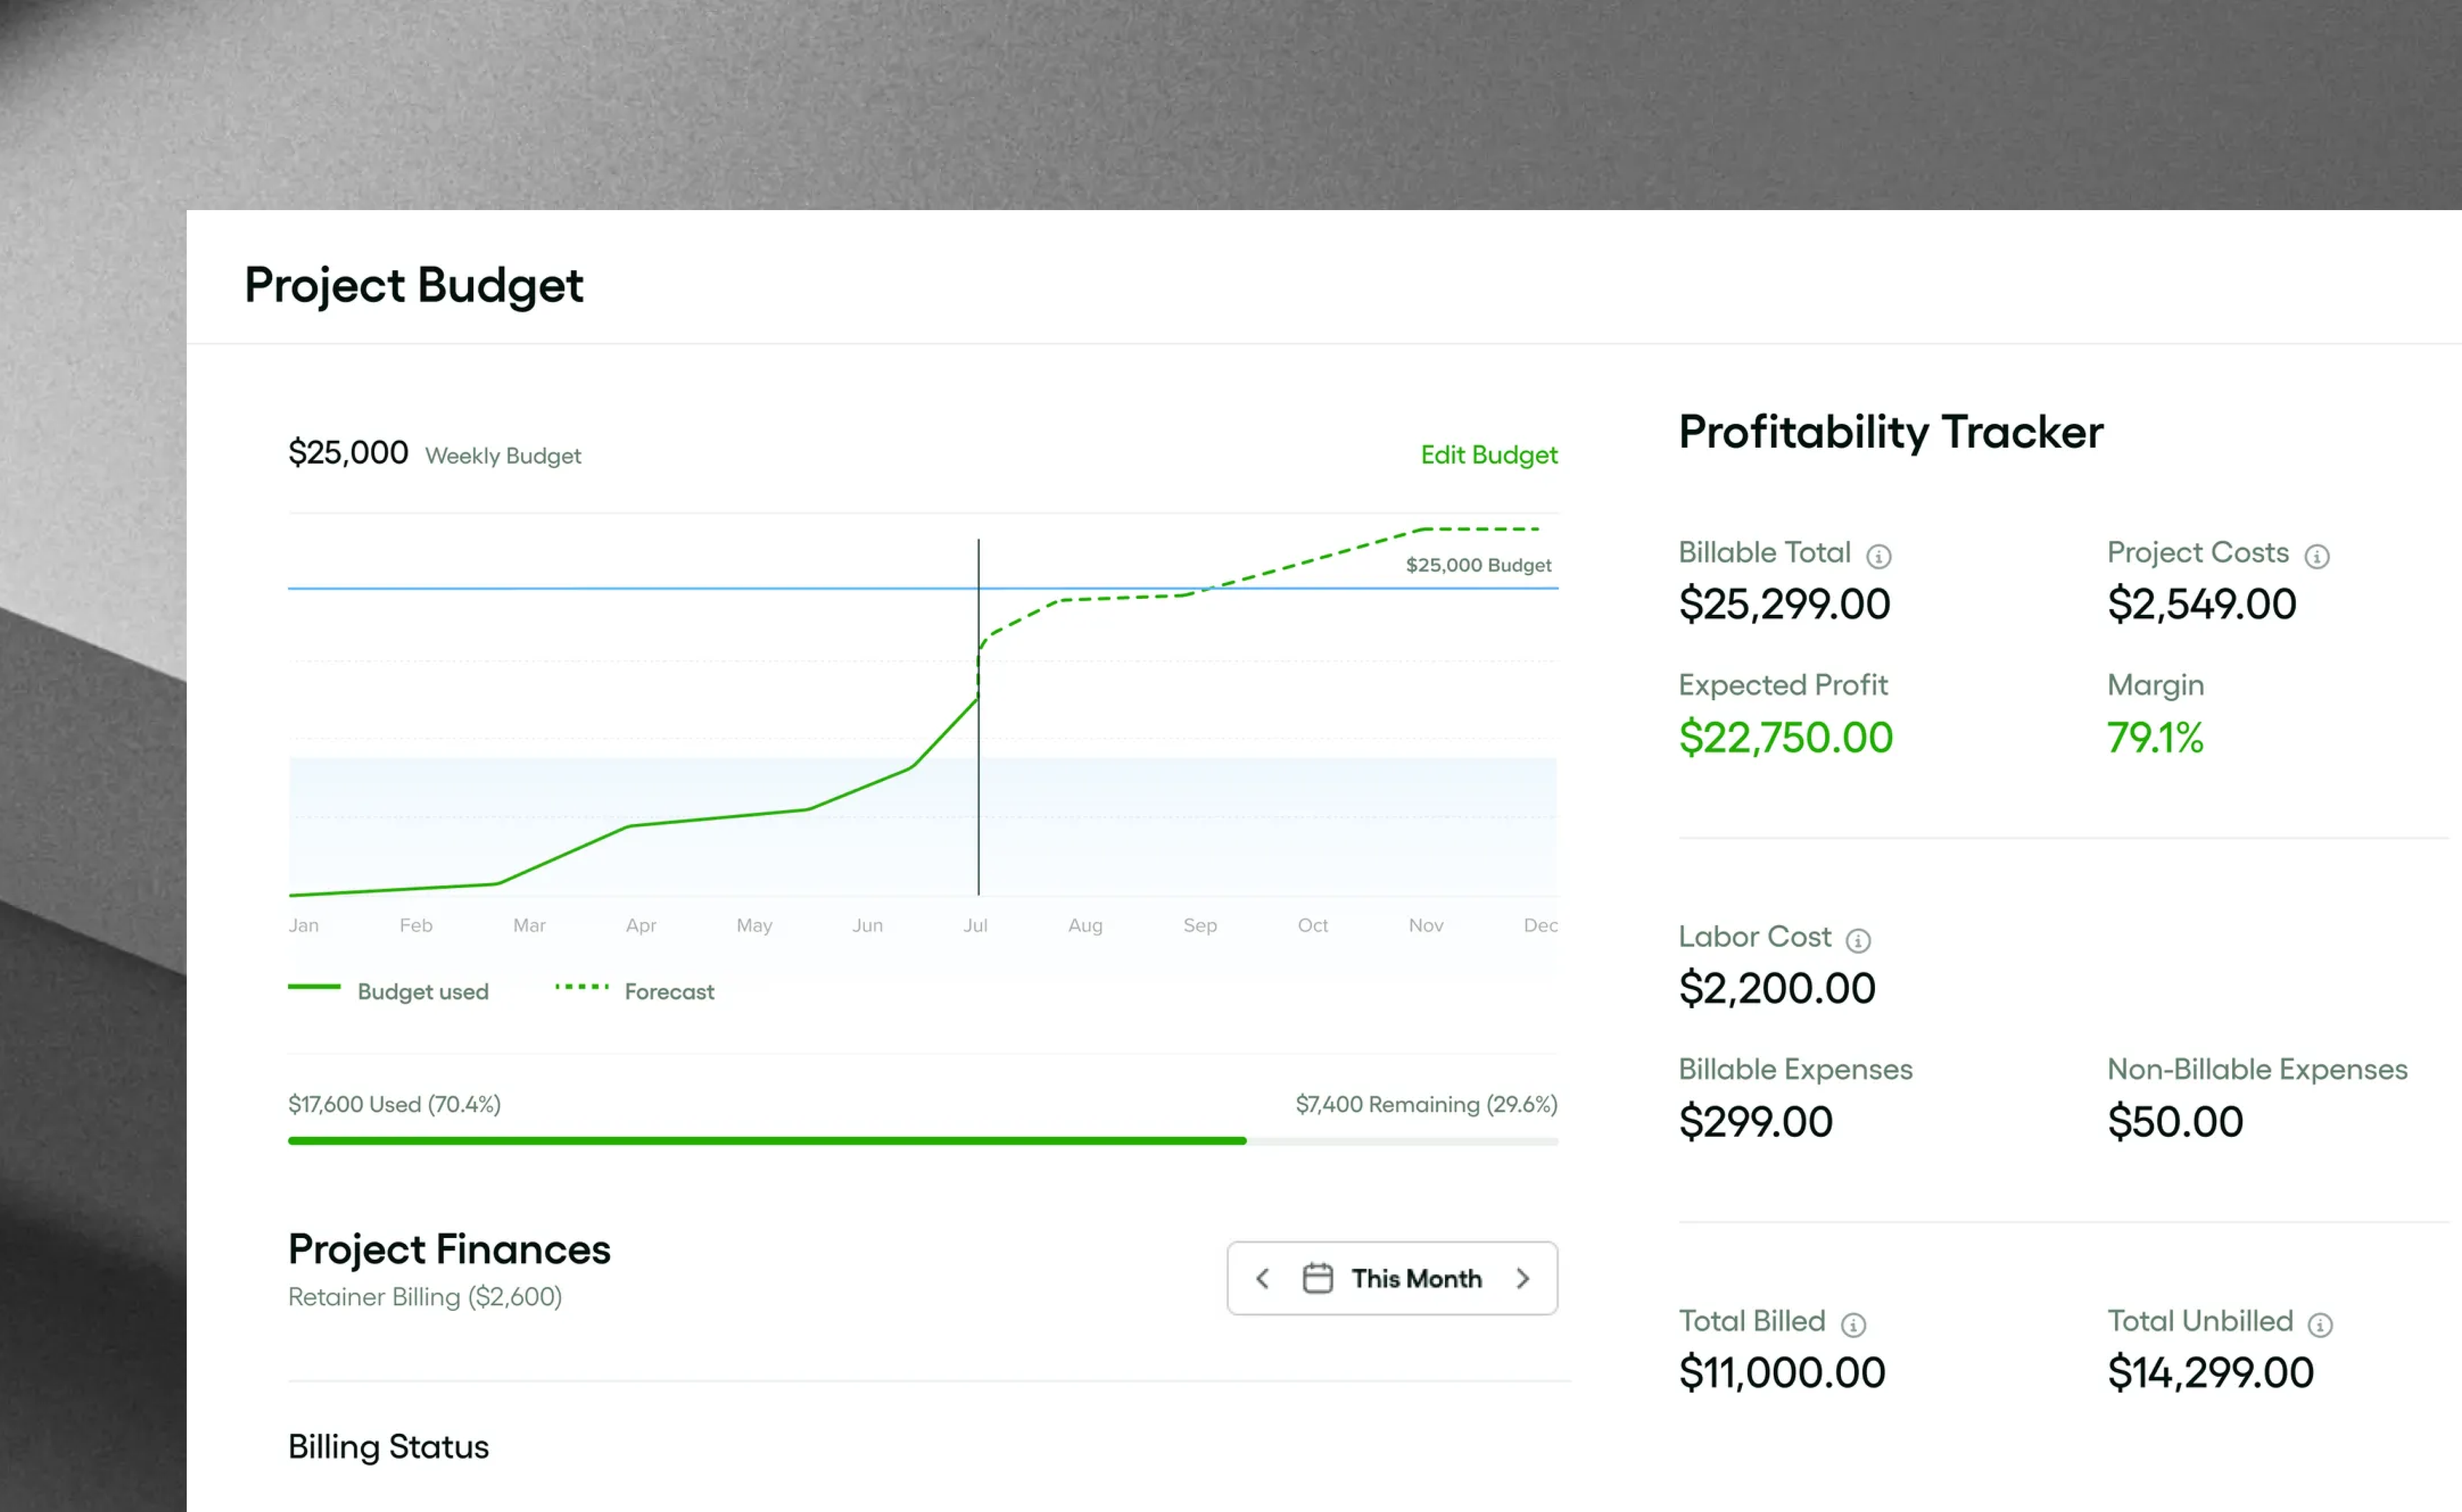 Project Budget
$25,000 Weekly Budget
Edit Budget
$25,000 Budget
Jan Feb Mar Apr May Jun Jul Aug Sep Oct Nov Dec
Budget used Forecast
$17,600 Used (70.4%)
$7,400 Remaining (29.6%)
Project Finances
Retainer Billing ($2,600)
This Month
Billing Status
Profitability Tracker
Billable Total
Project Costs
$25,299.00
$2,549.00
Expected Profit
Margin
$22,750.00
79.1%
Labor Cost
$2,200.00
Billable Expenses
Non-Billable Expenses
$299.00
$50.00
Total Billed
Total Unbilled
$11,000.00
$14,299.00